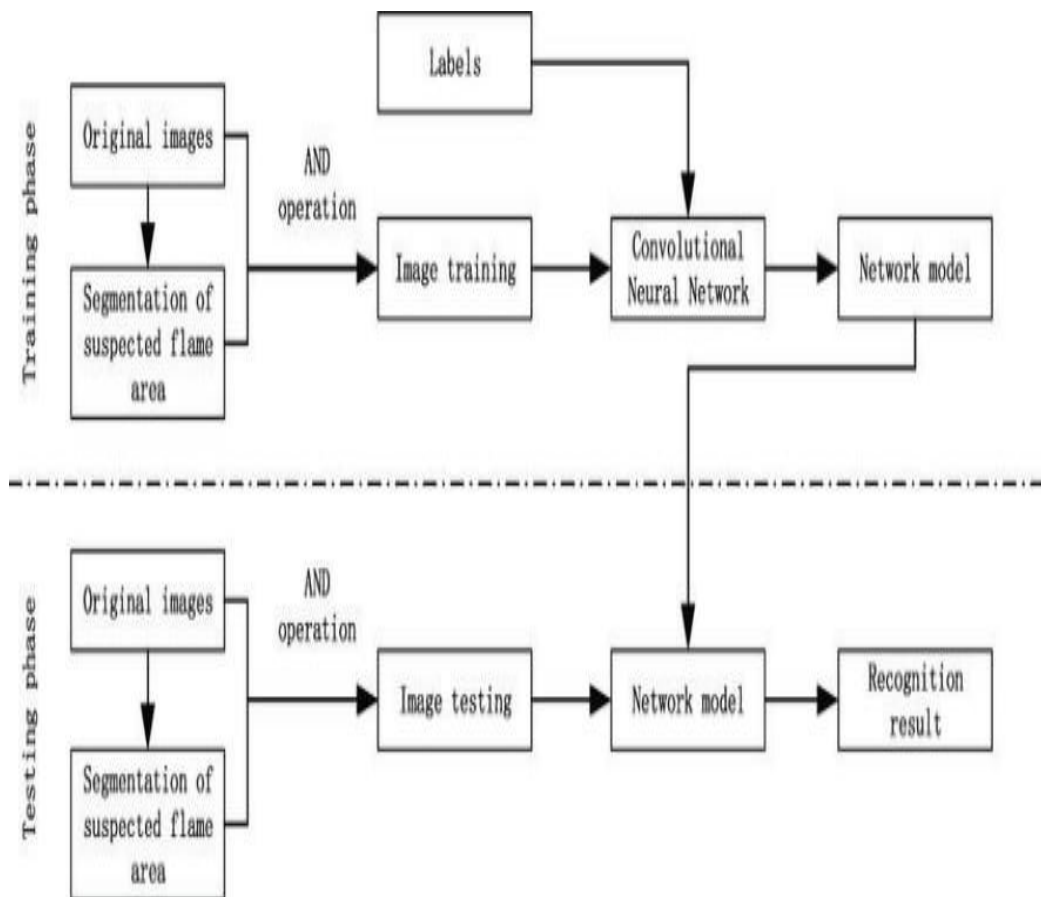 Training phase
Original images
Segmentation of
suspected flame
area
AND
operation
Labels
Image training
Convolutional
Neural Network
Network model
Testing phase
Original images
Segmentation of
suspected flame
area
AND
operation
Image testing
Network model
Recognition
result